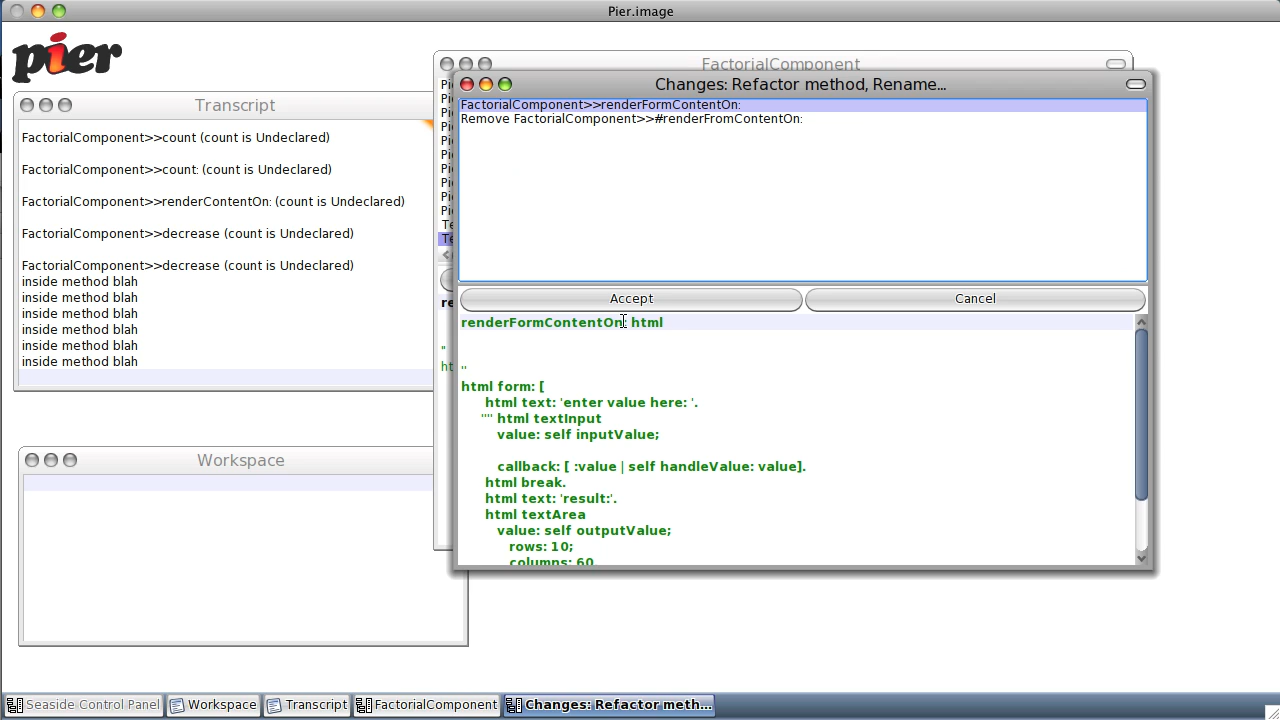 Pier.image
pier
FactorialComponent
Changes: Refactor method, Rename...
FactorialComponent>>renderFormContentOn:
Remove FactorialComponent>>#renderFromContentOn:
Accept
Cancel
renderFormContentOn: html
"
html form: [
html text: 'enter value here: '.
"" html textInput
value: self inputValue;
callback: [ :value | self handleValue: value].
html break.
html text: 'result:'.
html textArea
value: self outputValue;
rows: 10;
columns: 60
Transcript
FactorialComponent>>count (count is Undeclared)
FactorialComponent>>count: (count is Undeclared)
FactorialComponent>>renderContentOn: (count is Undeclared)
FactorialComponent>>decrease (count is Undeclared)
FactorialComponent>>decrease (count is Undeclared)
inside method blah
inside method blah
inside method blah
inside method blah
inside method blah
inside method blah
Workspace
Seaside Control Panel
Workspace
Transcript
FactorialComponent
Changes: Refactor meth...